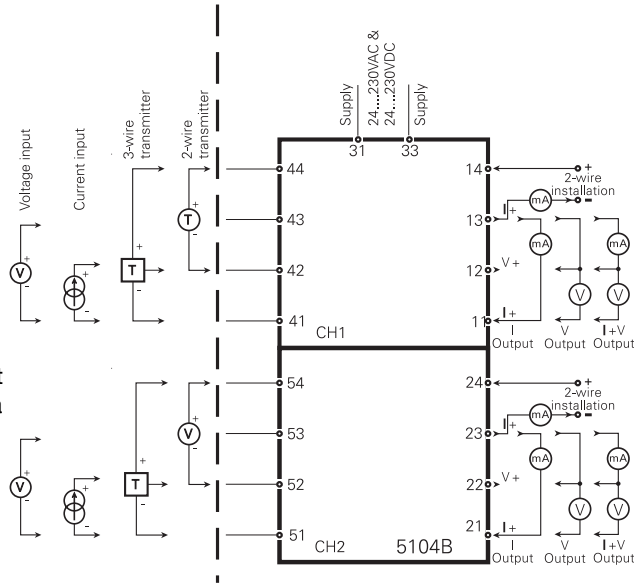 Voltage input
Current input
3-wire
transmitter
2-wire
transmitter
Supply
24....230VAC &
24....230VDC
Supply
31 33
44
43
42
41
CH1
14
13
12
11
+
2-wire
installation
-
I+
mA
mA
mA
V +
V
V
I +
I
Output
V
Output
I+V
Output
V
+
-
+
-
T
+
-
T
+
-
54
53
52
51
CH2
5104B
24
23
22
21
+
2-wire
installation
-
I+
mA
mA
mA
V +
V
V
I +
I
Output
V
Output
I+V
Output
V
+
-
+
-
T
+
-
V
+
-